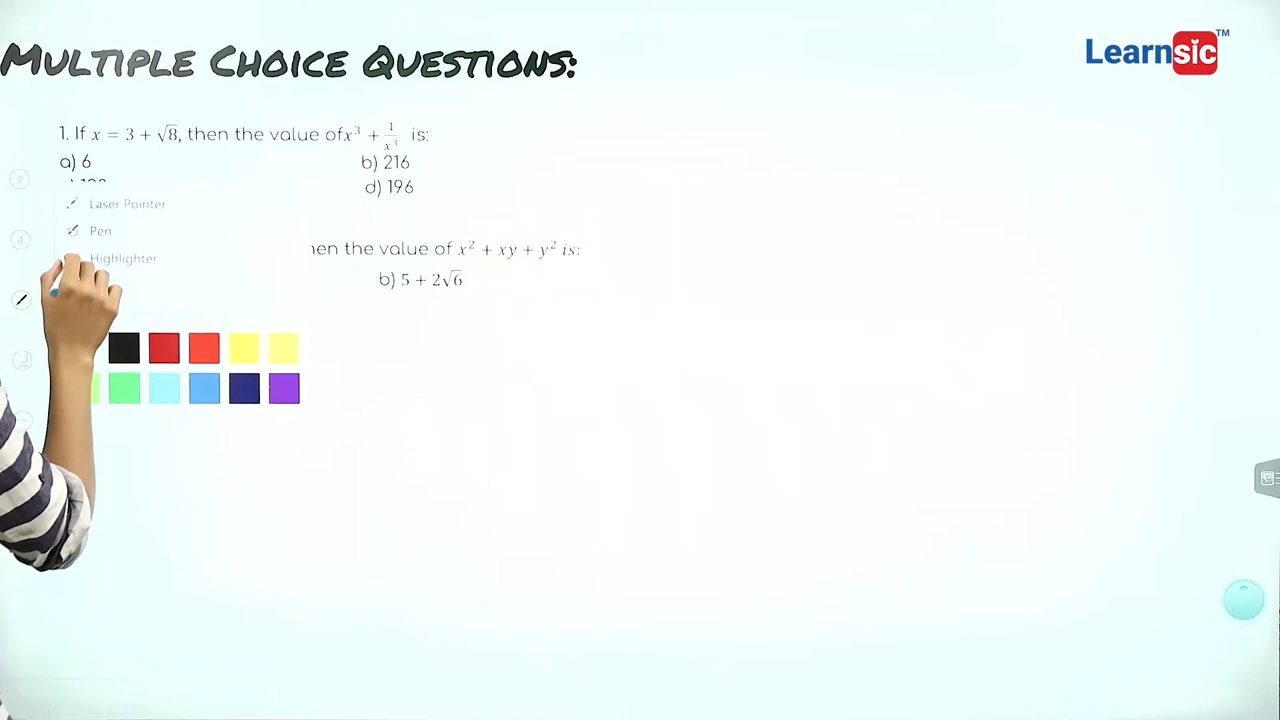 MULTIPLE CHOICE QUESTIONS:
Learnsic™
1. If x = 3 + √8, then the value of x³ + 1/x³ is:
a) 6
b) 216
d) 196
Laser Pointer
Pen
Highlighter
the value of x² + xy + y² is:
b) 5 + 2√6